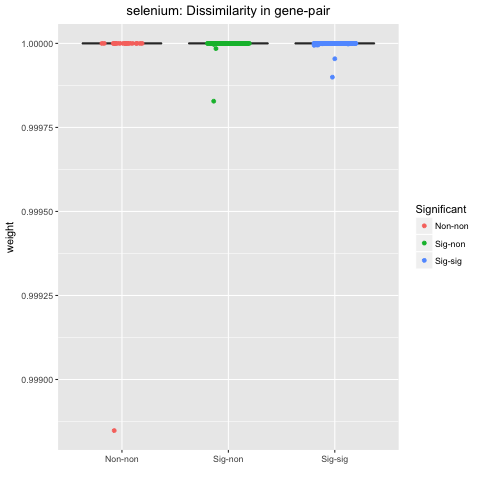 selenium: Dissimilarity in gene-pair
1.00000
0.99975
0.99950
0.99925
0.99900
weight
Non-non
Sig-non
Sig-sig
Significant
Non-non
Sig-non
Sig-sig